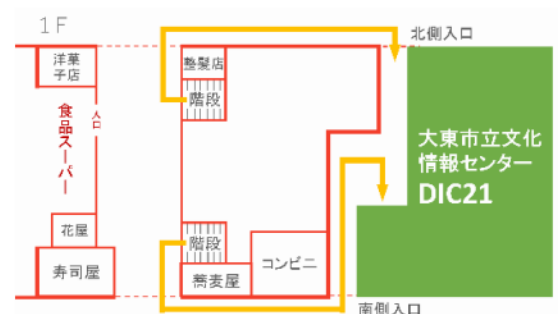 1F
北側入口
洋菓
子店
整髪店
階段
食品スーパー
入口
大東市立文化
情報センター
DIC21
花屋
階段
コンビニ
寿司屋
蕎麦屋
南側入口